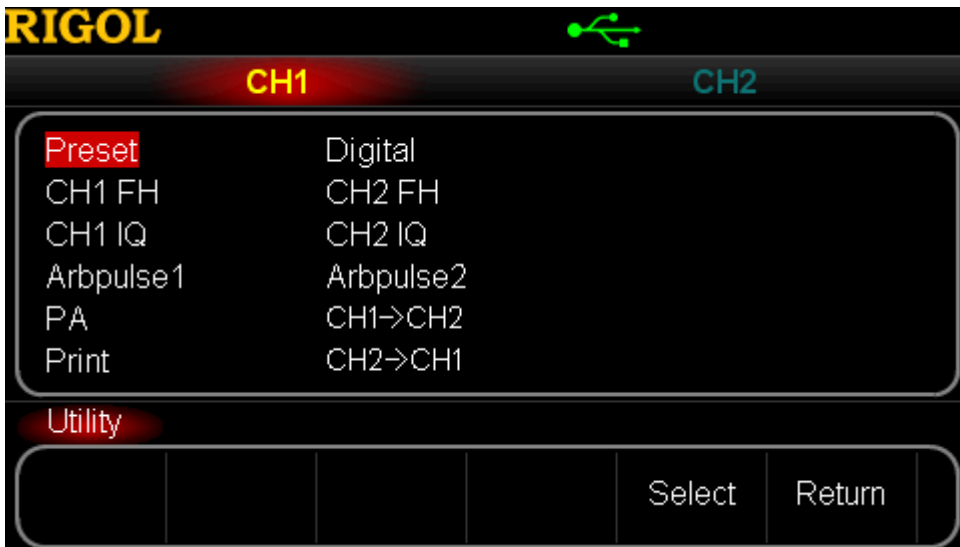 RIGOL
CH1 CH2
Preset Digital
CH1 FH CH2 FH
CH1 IQ CH2 IQ
Arbpulse1 Arbpulse2
PA CH1->CH2
Print CH2->CH1
Utility
Select Return